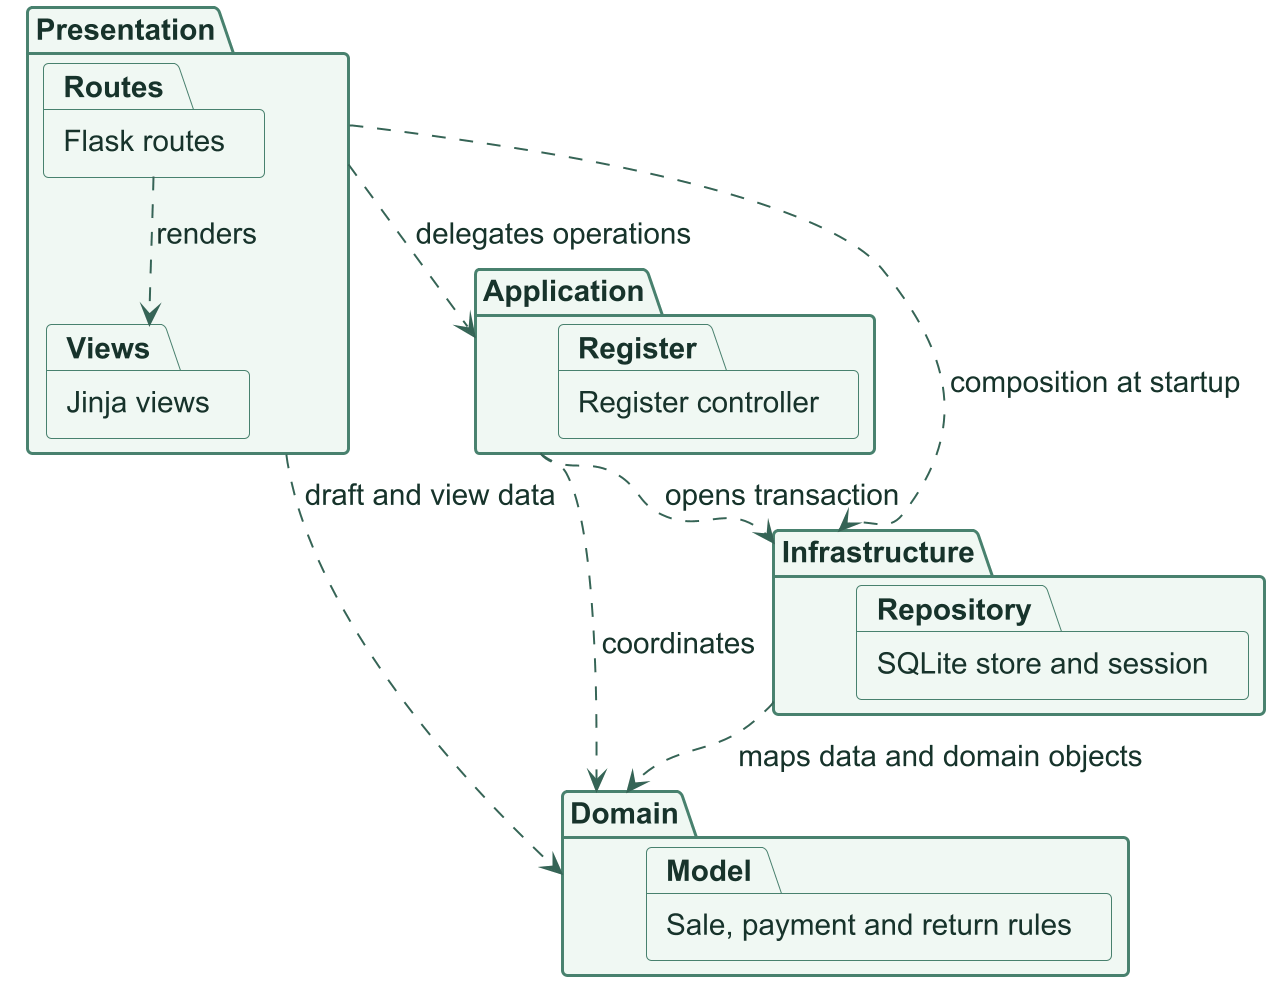 Presentation
Routes
Flask routes
renders
delegates operations
Application
Views
Register
Jinja views
Register controller
composition at startup
draft and view data
opens transaction
Infrastructure
Repository
coordinates
SQLite store and session
maps data and domain objects
Domain
Model
Sale, payment and return rules